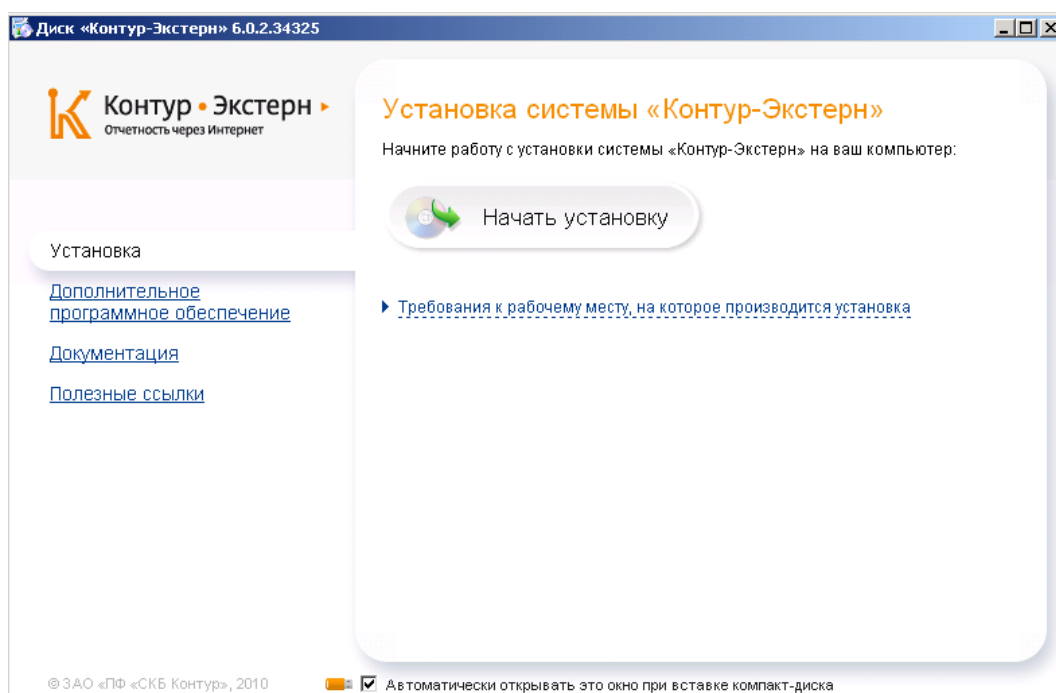 Диск «Контур-Экстерн» 6.0.2.34325
Контур • Экстерн
Отчетность через Интернет
Установка
Дополнительное
программное обеспечение
Документация
Полезные ссылки
Установка системы «Контур-Экстерн»
Начните работу с установки системы «Контур-Экстерн» на ваш компьютер:
Начать установку
Требования к рабочему месту, на которое производится установка
© ЗАО «ПФ «СКБ Контур», 2010
Автоматически открывать это окно при вставке компакт-диска